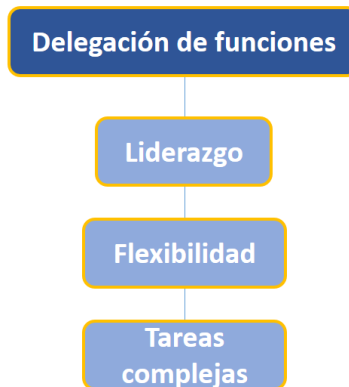 Delegación de funciones
Liderazgo
Flexibilidad
Tareas
complejas